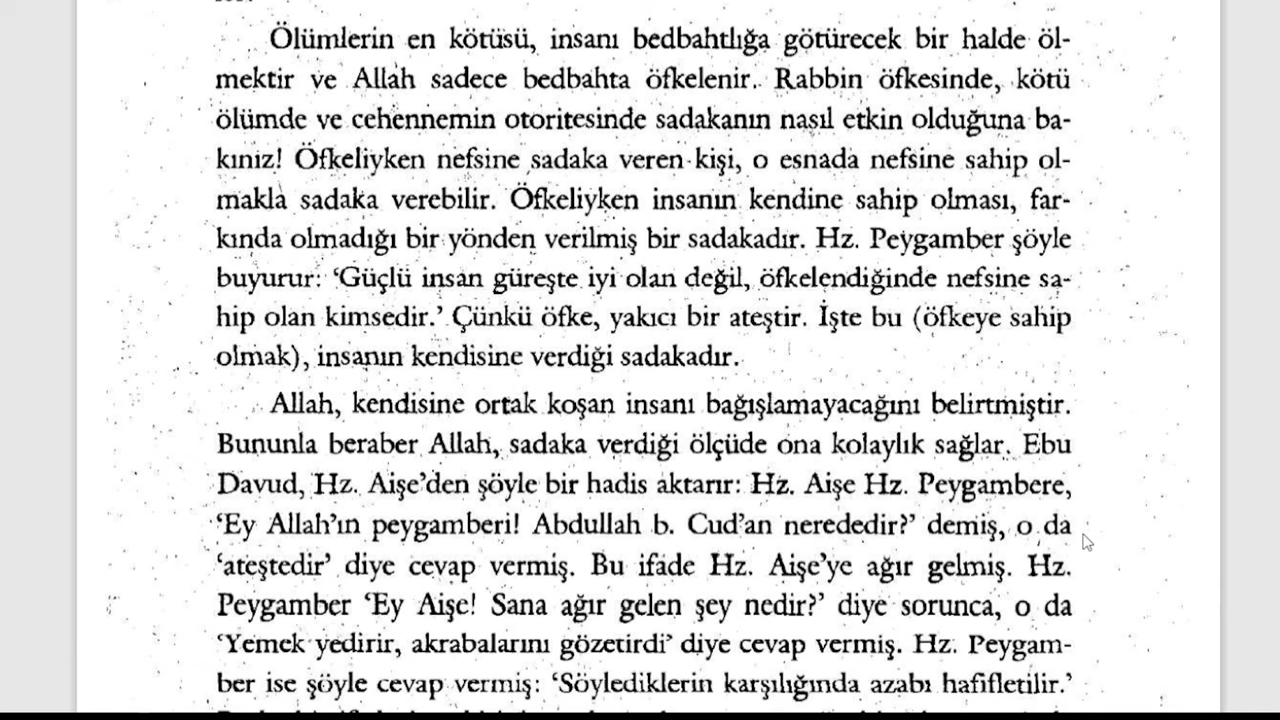 Ölümlerin en kötüsü, insanı bedbahtlığa götürecek bir halde öl-
mektir ve Allah sadece bedbahta öfkelenir. Rabbin öfkesinde, kötü
ölümde ve cehennemin otoritesinde sadakanın nasıl etkin olduğuna ba-
kınız! Öfkeliyken nefsine sadaka veren kişi, o esnada nefsine sahip ol-
makla sadaka verebilir. Öfkeliyken insanın kendine sahip olması, far-
kında olmadığı bir yönden verilmiş bir sadakadır. Hz. Peygamber şöyle
buyurur: ‘Güçlü insan güreşte iyi olan değil, öfkelendiğinde nefsine sa-
hip olan kimsedir.’ Çünkü öfke, yakıcı bir ateştir. İşte bu (öfkeye sahip
olmak), insanın kendisine verdiği sadakadır.
Allah, kendisine ortak koşan insanı bağışlamayacağını belirtmiştir.
Bununla beraber Allah, sadaka verdiği ölçüde ona kolaylık sağlar. Ebu
Davud, Hz. Aişe’den şöyle bir hadis aktarır: Hz. Aişe Hz. Peygambere,
‘Ey Allah’ın peygamberi! Abdullah b. Cud’an nerededir?’ demiş, o da
‘ateştedir’ diye cevap vermiş. Bu ifade Hz. Aişe’ye ağır gelmiş. Hz.
Peygamber ‘Ey Aişe! Sana ağır gelen şey nedir?’ diye sorunca, o da
‘Yemek yedirir, akrabalarını gözetirdi’ diye cevap vermiş. Hz. Peygam-
ber ise şöyle cevap vermiş: ‘Söylediklerin karşılığında azabı hafifletilir.’